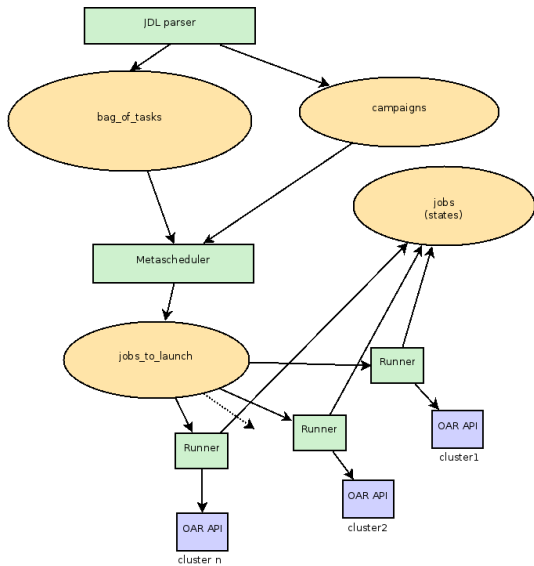 JDL parser
bag_of_tasks
campaigns
jobs
(states)
Metascheduler
jobs_to_launch
Runner
Runner
Runner
OAR API
cluster1
OAR API
cluster2
OAR API
cluster n